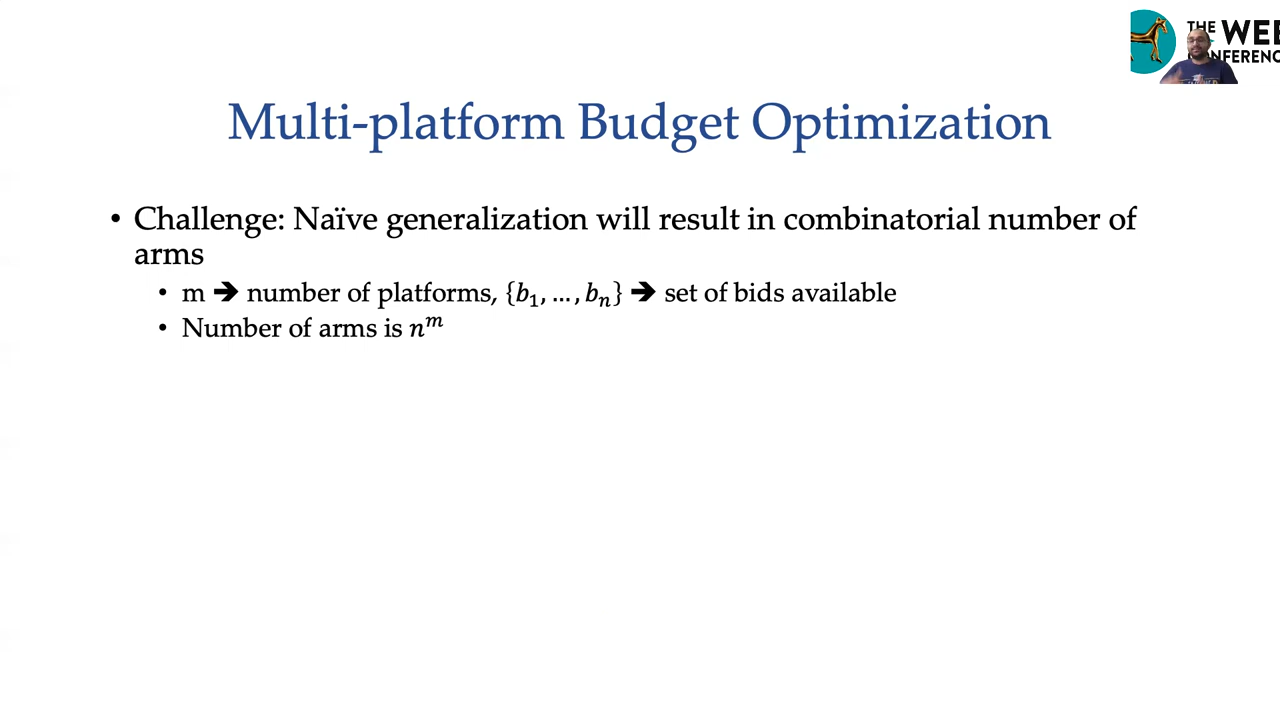 THE WEB
CONFERENC
Multi-platform Budget Optimization
• Challenge: Naïve generalization will result in combinatorial number of
arms
• m ➔ number of platforms, {b₁, …, bₙ} ➔ set of bids available
• Number of arms is nᵐ